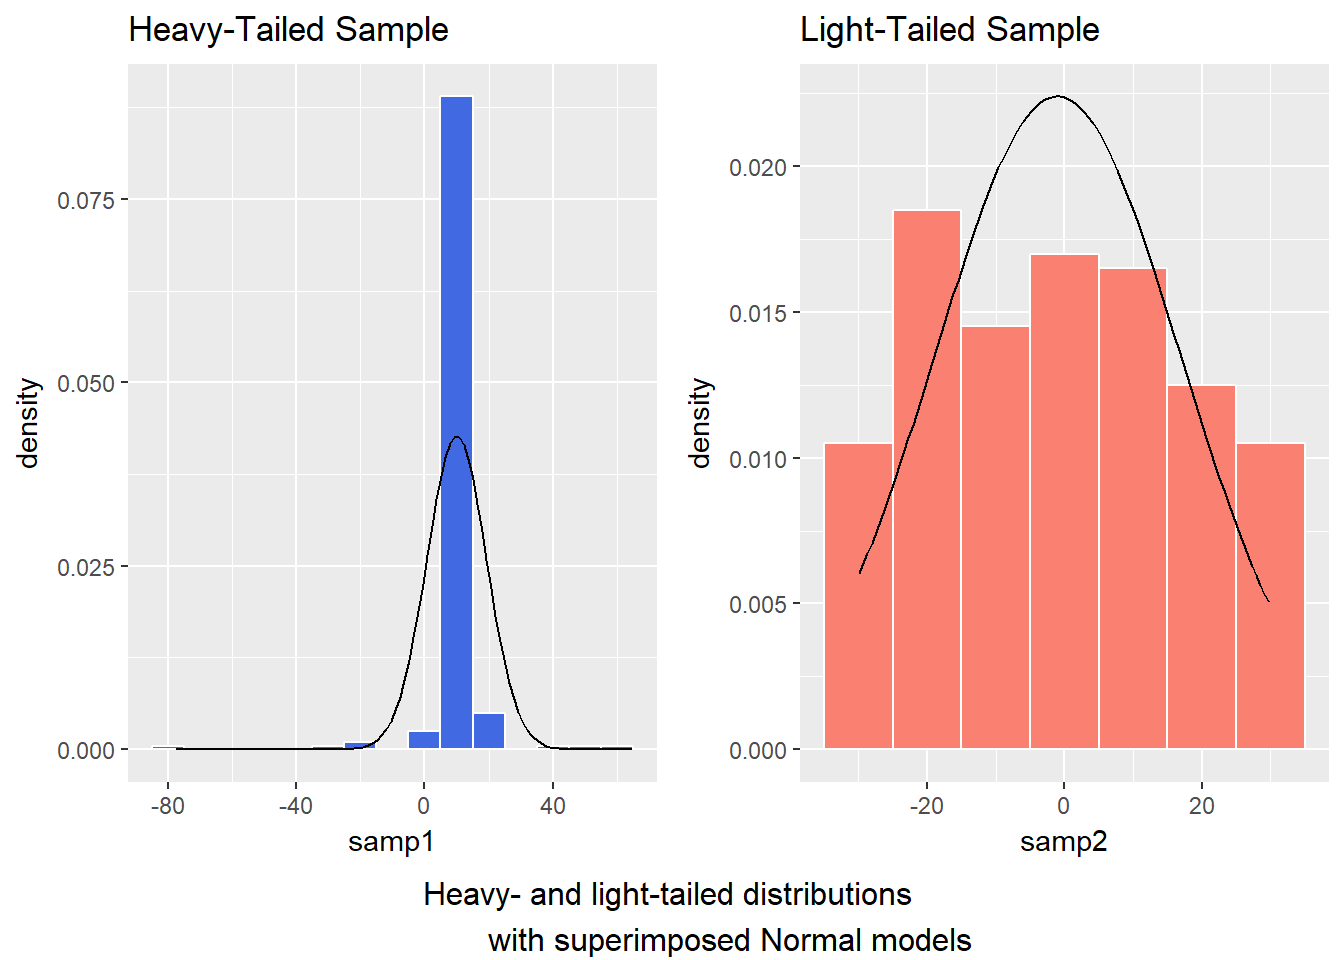 Heavy-Tailed Sample
0.075
0.050
0.025
0.000
density
-80 -40 0 40
samp1
Light-Tailed Sample
0.020
0.015
0.010
0.005
0.000
density
-20 0 20
samp2
Heavy- and light-tailed distributions
with superimposed Normal models